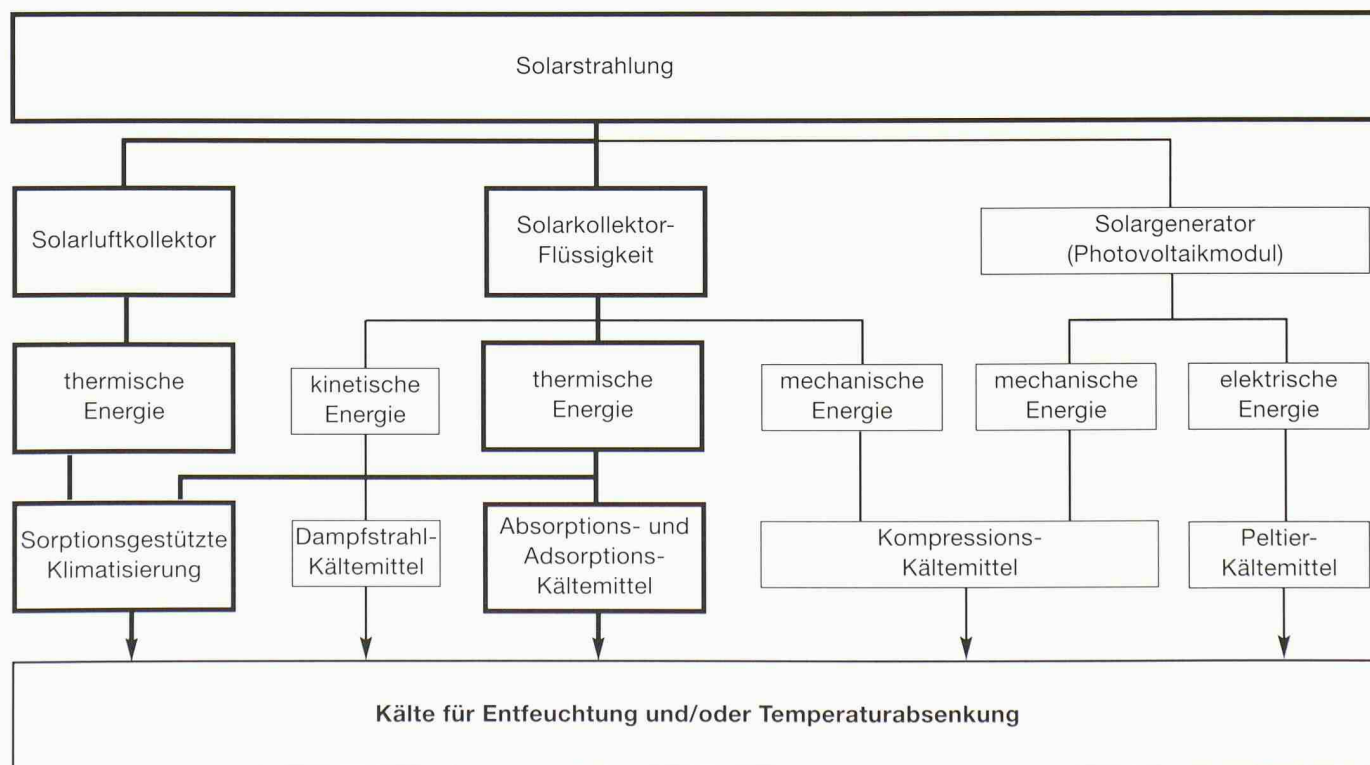 Solarstrahlung
Solarluftkollektor
Solarkollektor-
Flüssigkeit
Solargenerator
(Photovoltaikmodul)
thermische
Energie
kinetische
Energie
thermische
Energie
mechanische
Energie
mechanische
Energie
elektrische
Energie
Sorptionsgestützte
Klimatisierung
Dampfstrahl-
Kältemittel
Absorptions- und
Adsorptions-
Kältemittel
Kompressions-
Kältemittel
Peltier-
Kältemittel
Kälte für Entfeuchtung und/oder Temperaturabsenkung